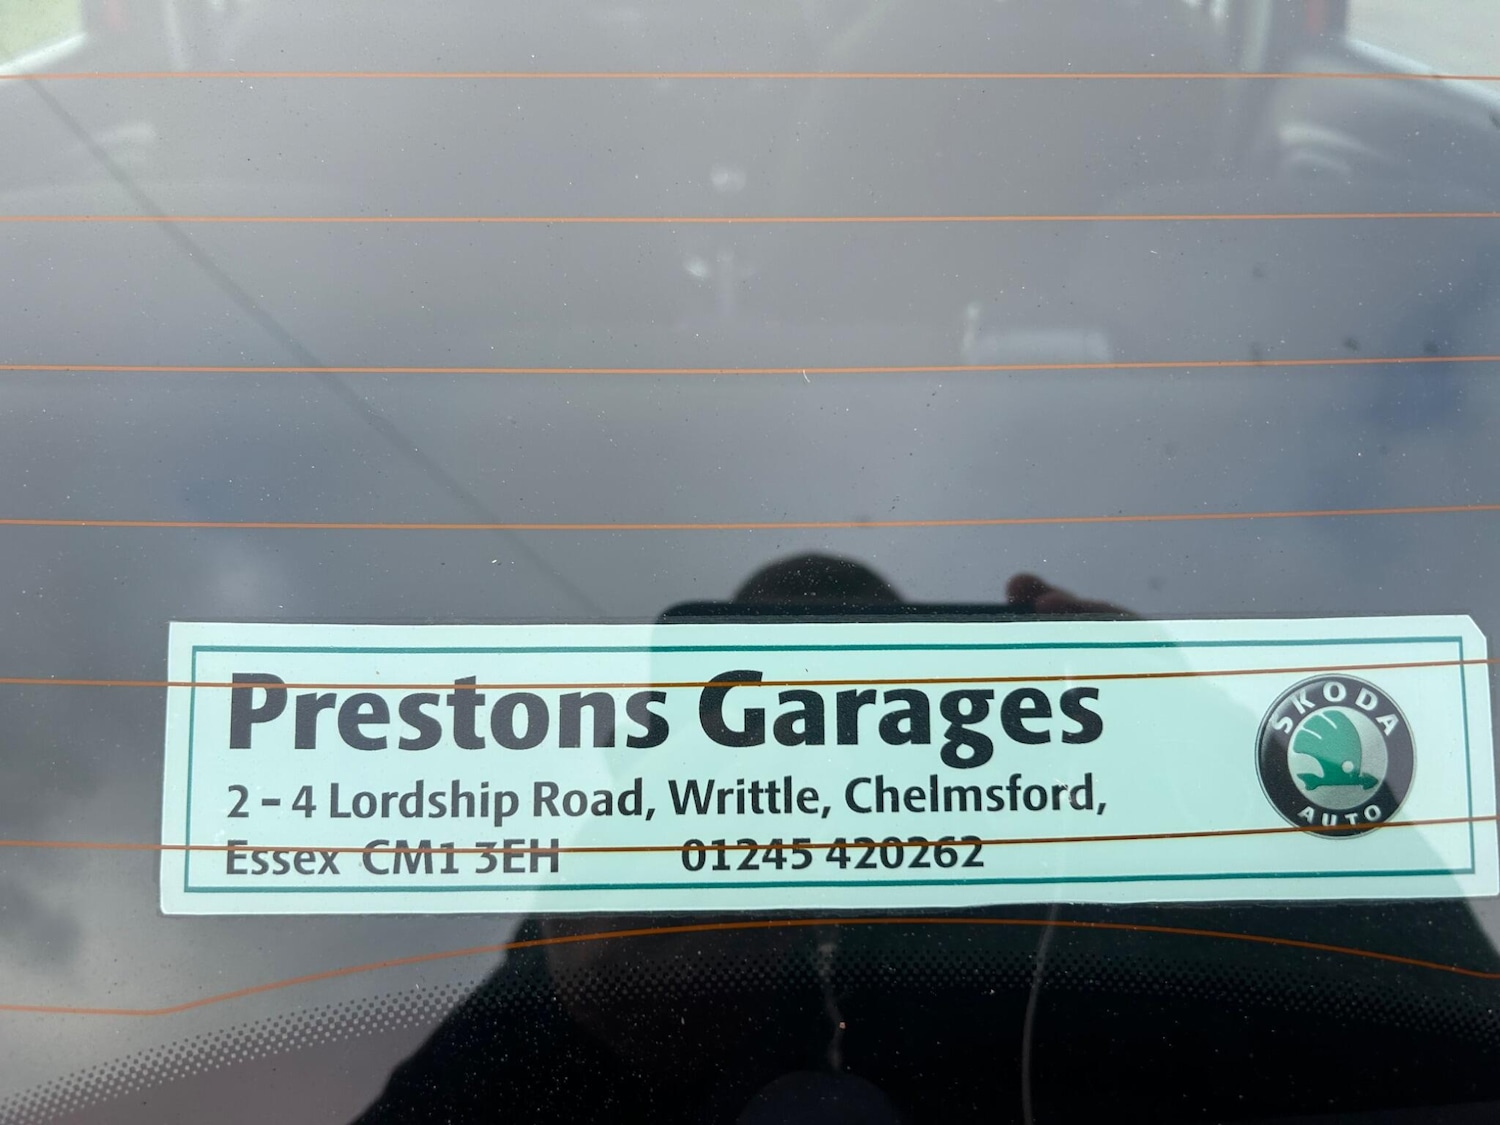 Prestons Garages
2 - 4 Lordship Road, Writtle, Chelmsford,
Essex CM1 3EH 01245 420262
SKODA
AUTO